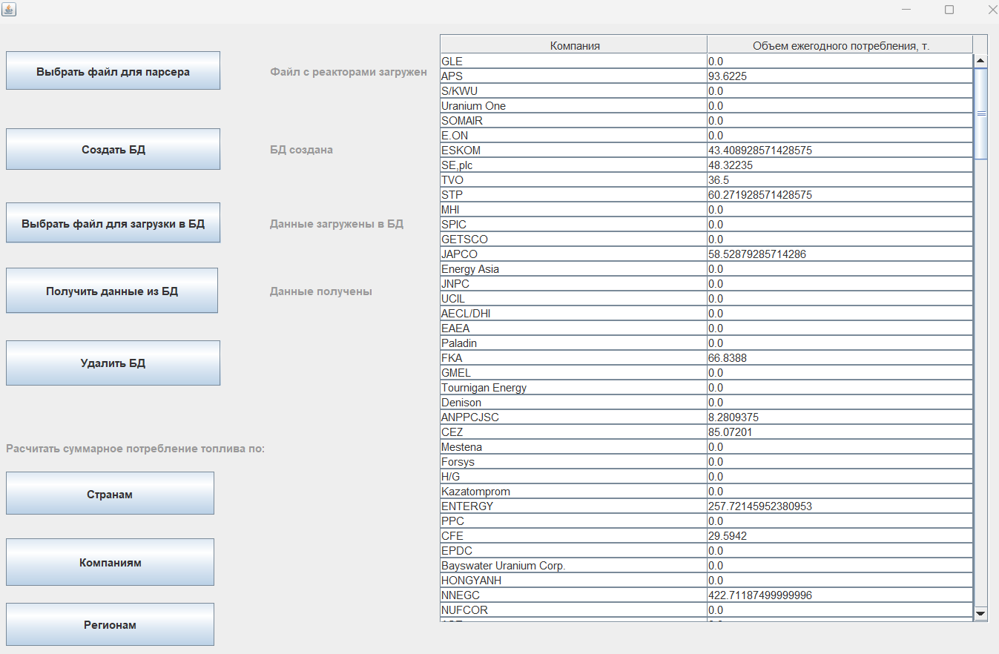 Выбрать файл для парсера
Файл с реакторами загружен
Создать БД
БД создана
Выбрать файл для загрузки в БД
Данные загружены в БД
Получить данные из БД
Данные получены
Удалить БД
Расчитать суммарное потребление топлива по:
Странам
Компаниям
Регионам
Компания Объем ежегодного потребления, т.
GLE 0.0
APS 93.6225
S/KWU 0.0
Uranium One 0.0
SOMAIR 0.0
E.ON 0.0
ESKOM 43.408928571428575
SE,plc 48.32235
TVO 36.5
STP 60.271928571428575
MHI 0.0
SPIC 0.0
GETSCO 0.0
JAPCO 58.52879285714286
Energy Asia 0.0
JNPC 0.0
UCIL 0.0
AECL/DHI 0.0
EAEA 0.0
Paladin 0.0
FKA 66.8388
GMEL 0.0
Tournigan Energy 0.0
Denison 0.0
ANPPCJSC 8.2809375
CEZ 85.07201
Mestena 0.0
Forsys 0.0
H/G 0.0
Kazatomprom 0.0
ENTERGY 257.72145952380953
PPC 0.0
CFE 29.5942
EPDC 0.0
Bayswater Uranium Corp. 0.0
HONGYANH 0.0
NNEGC 422.71187499999996
NUFCOR 0.0